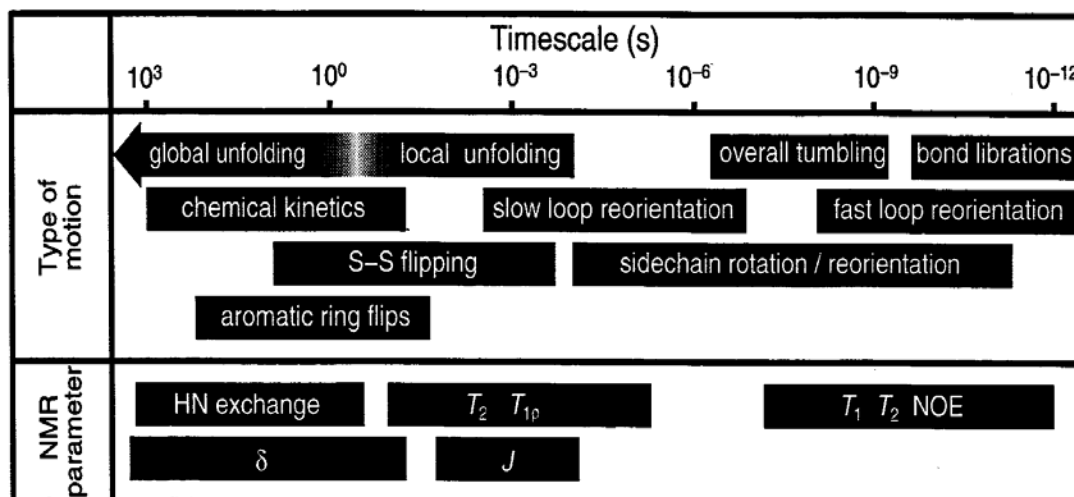 Timescale (s)
10³ 10⁰ 10⁻³ 10⁻⁶ 10⁻⁹ 10⁻¹²
Type of
motion
global unfolding local unfolding overall tumbling bond librations
chemical kinetics slow loop reorientation fast loop reorientation
S–S flipping sidechain rotation / reorientation
aromatic ring flips
NMR
parameter
HN exchange T₂ T₁ρ T₁ T₂ NOE
δ J